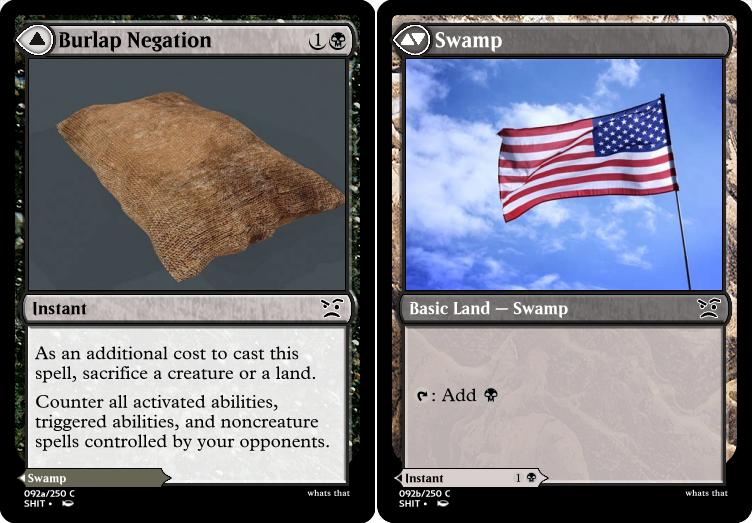 Burlap Negation 1
Instant
As an additional cost to cast this
spell, sacrifice a creature or a land.
Counter all activated abilities,
triggered abilities, and noncreature
spells controlled by your opponents.
Swamp
092a/250 C
SHIT •
whats that
Swamp
Basic Land — Swamp
: Add
Instant 1
092b/250 C
SHIT •
whats that